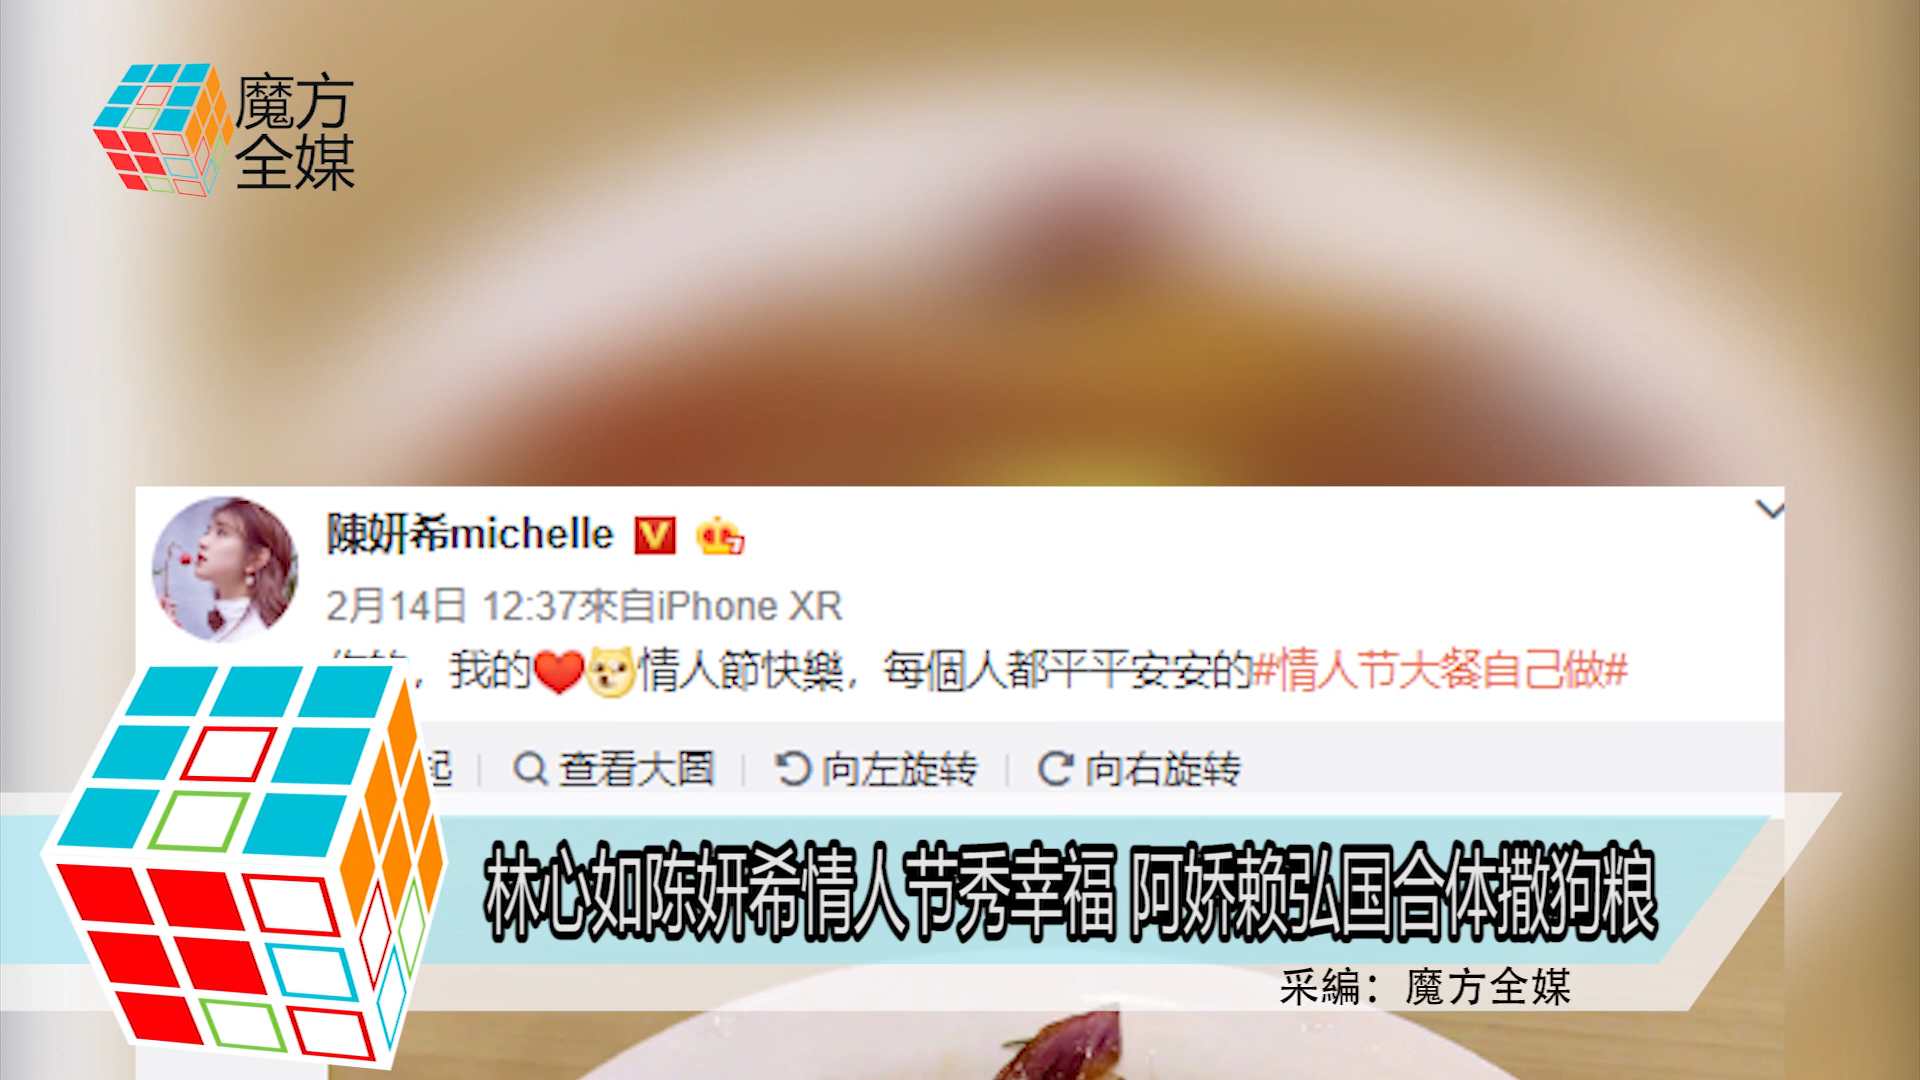 魔方
全媒
陳妍希michelle
2月14日 12:37來自iPhone XR
，我的情人節快樂，每個人都平平安安的#情人节大餐自己做#
起 查看大圖 向左旋转 向右旋转
林心如陈妍希情人节秀幸福 阿娇赖弘国合体撒狗粮
采编：魔方全媒